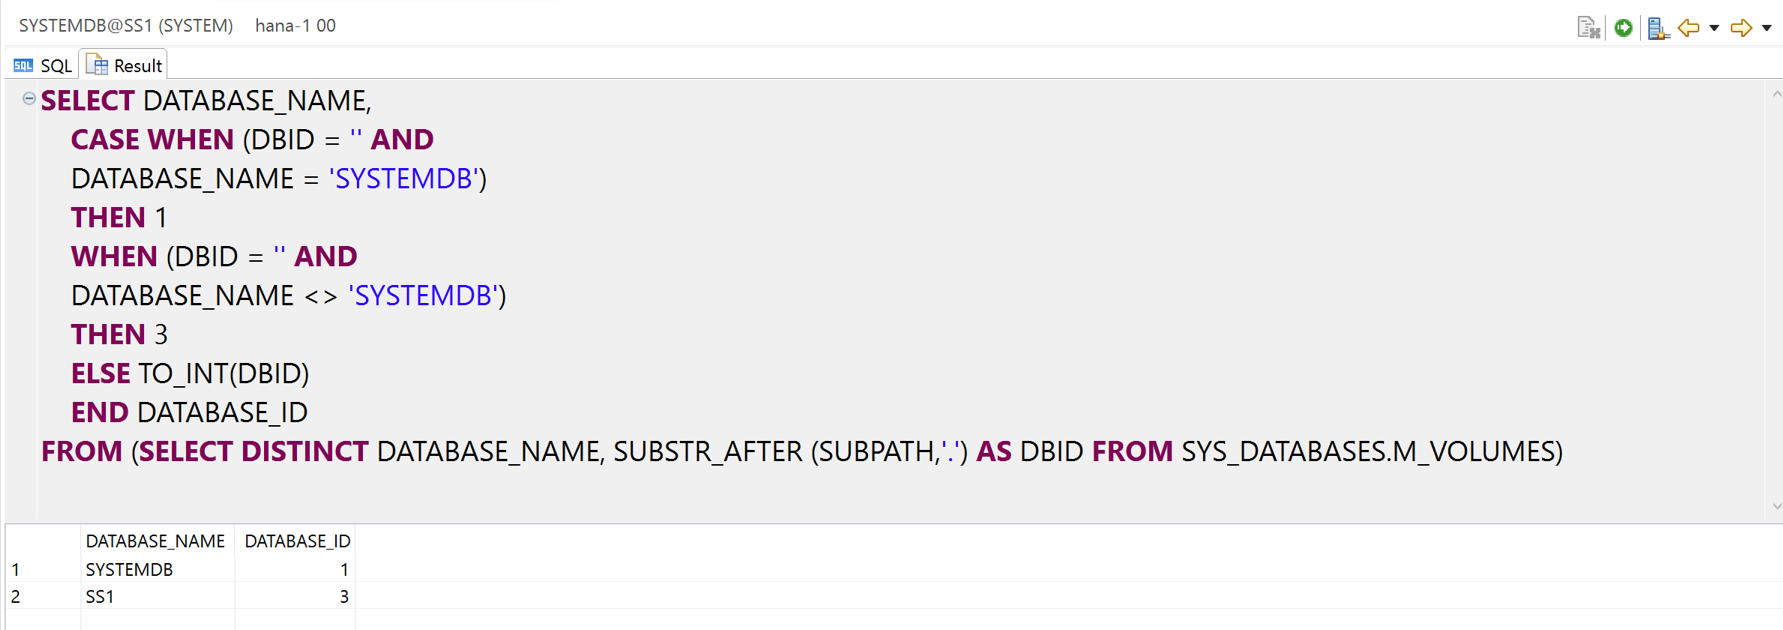 SYSTEMDB@SS1 (SYSTEM) hana-1 00
SQL SQL Result
SELECT DATABASE_NAME,
CASE WHEN (DBID = '' AND
DATABASE_NAME = 'SYSTEMDB')
THEN 1
WHEN (DBID = '' AND
DATABASE_NAME <> 'SYSTEMDB')
THEN 3
ELSE TO_INT(DBID)
END DATABASE_ID
FROM (SELECT DISTINCT DATABASE_NAME, SUBSTR_AFTER (SUBPATH,'.') AS DBID FROM SYS_DATABASES.M_VOLUMES)
DATABASE_NAME DATABASE_ID
1 SYSTEMDB 1
2 SS1 3